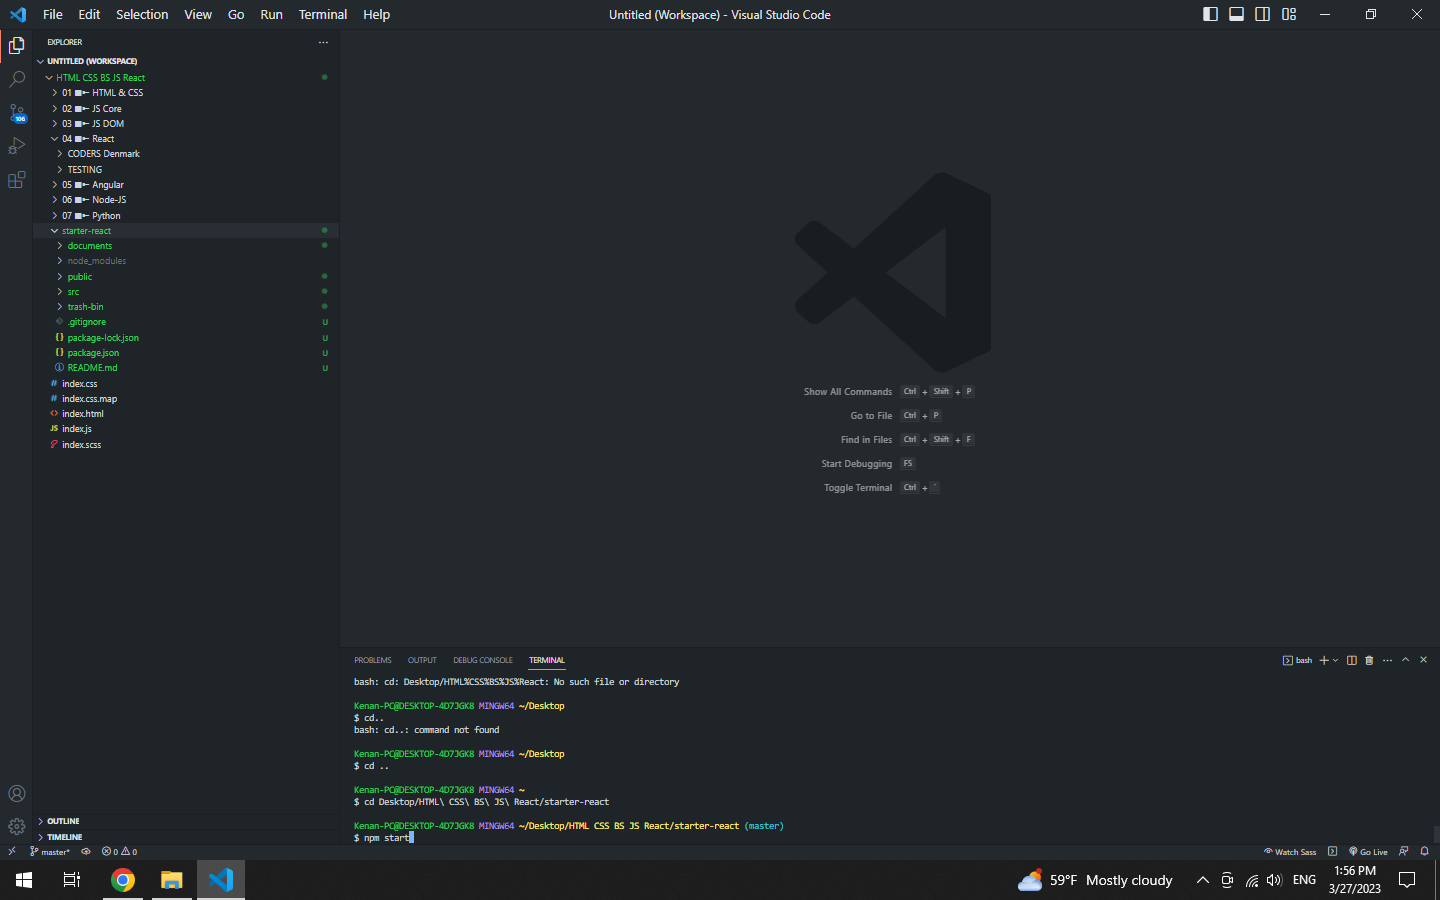 File Edit Selection View Go Run Terminal Help
Untitled (Workspace) - Visual Studio Code
EXPLORER
UNTITLED (WORKSPACE)
HTML CSS BS JS React
01 ■← HTML & CSS
02 ■← JS Core
03 ■← JS DOM
04 ■← React
CODERS Denmark
TESTING
05 ■← Angular
06 ■← Node-JS
07 ■← Python
starter-react
documents
node_modules
public
src
trash-bin
.gitignore U
{} package-lock.json U
{} package.json U
README.md U
# index.css
index.css.map
<> index.html
JS index.js
index.scss
106
OUTLINE
TIMELINE
Show All Commands Ctrl + Shift + P
Go to File Ctrl + P
Find in Files Ctrl + Shift + F
Start Debugging F5
Toggle Terminal Ctrl + `
PROBLEMS OUTPUT DEBUG CONSOLE TERMINAL
bash
bash: cd: Desktop/HTML%CSS%BS%JS%React: No such file or directory
Kenan-PC@DESKTOP-4D7JGK8 MINGW64 ~/Desktop
$ cd..
bash: cd..: command not found
Kenan-PC@DESKTOP-4D7JGK8 MINGW64 ~/Desktop
$ cd ..
Kenan-PC@DESKTOP-4D7JGK8 MINGW64 ~
$ cd Desktop/HTML\ CSS\ BS\ JS\ React/starter-react
Kenan-PC@DESKTOP-4D7JGK8 MINGW64 ~/Desktop/HTML CSS BS JS React/starter-react (master)
$ npm start
master* 0 0
Watch Sass Go Live
59°F Mostly cloudy
ENG
1:56 PM
3/27/2023